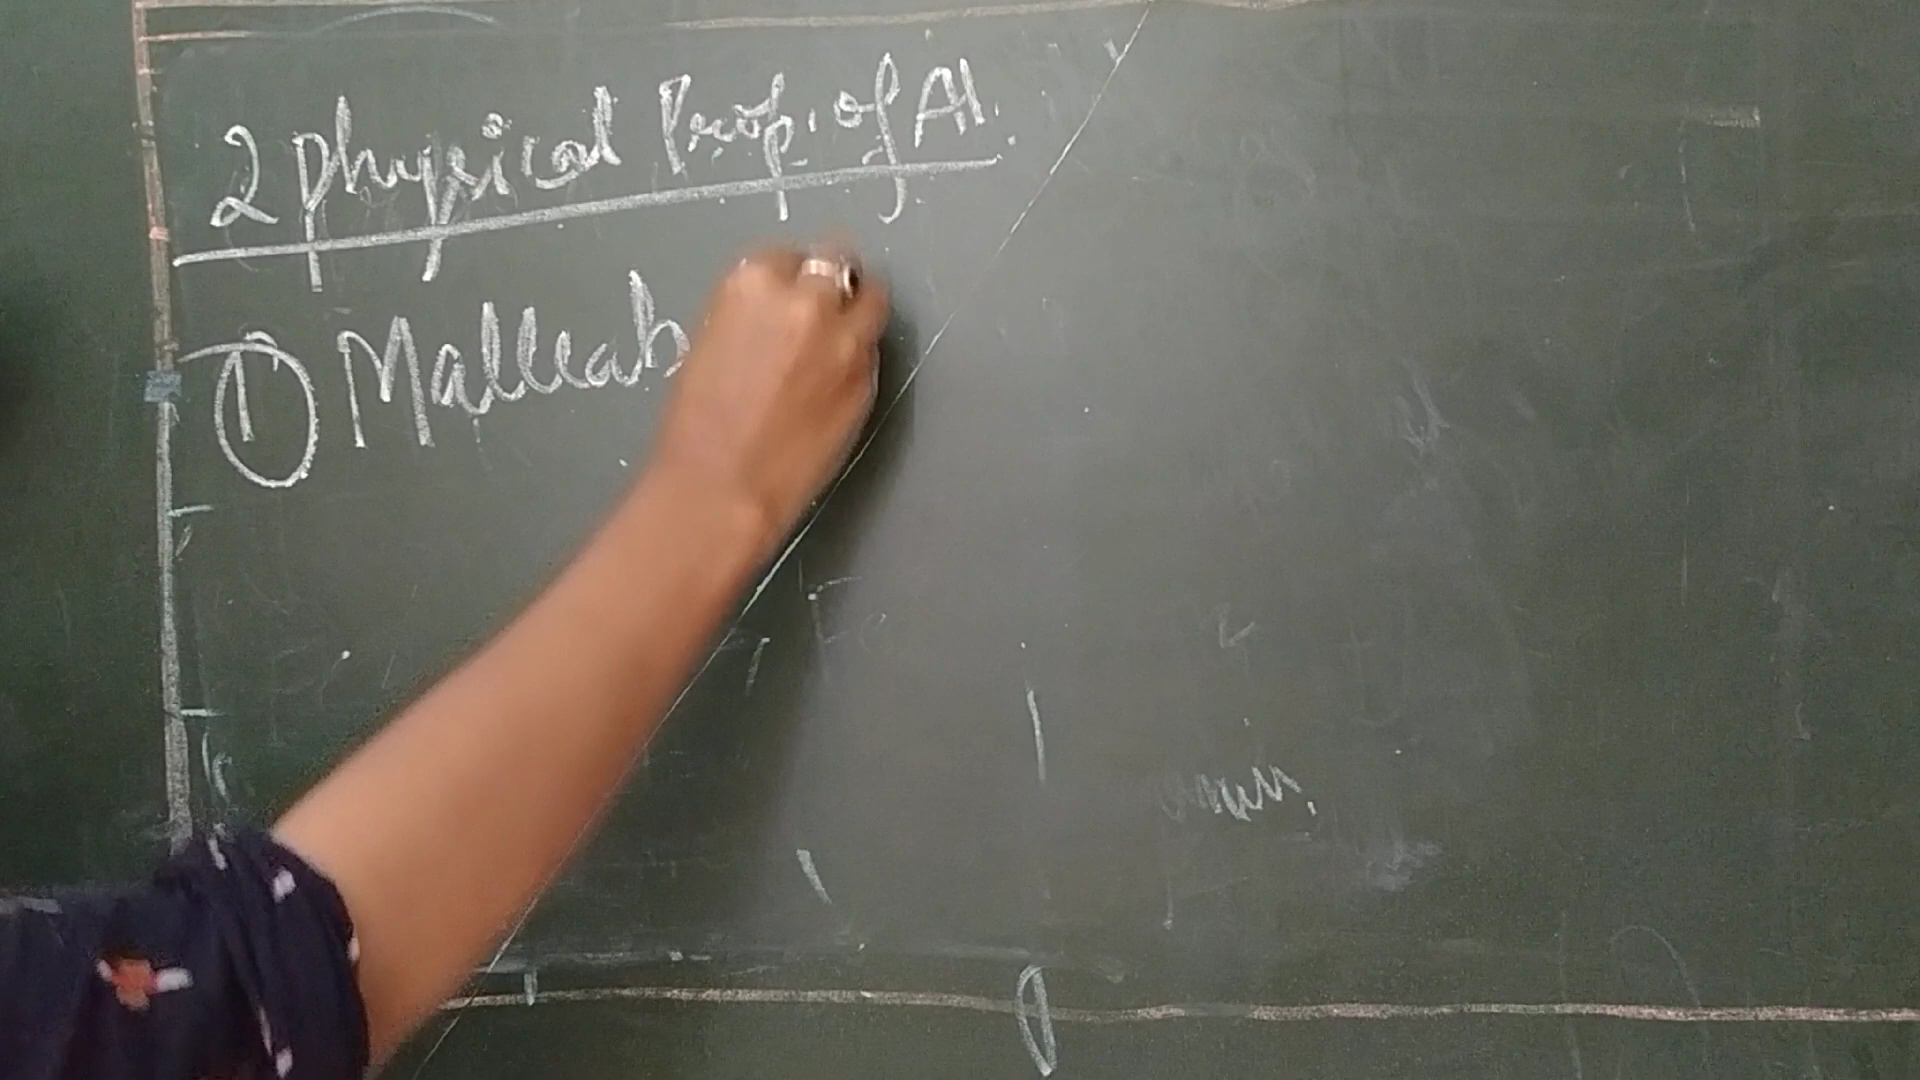 2 Physical Prop. of Al.
① Malleab